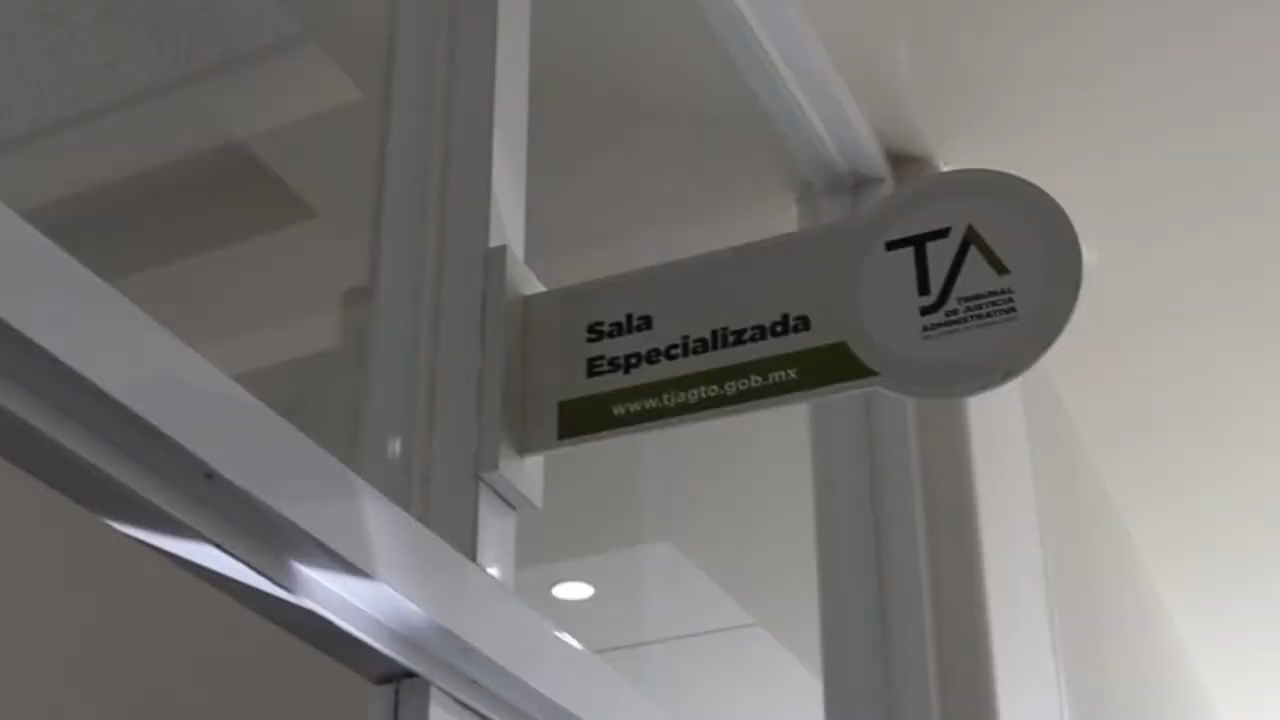 Sala
Especializada
www.tjagto.gob.mx
TJA
TRIBUNAL
DE JUSTICIA
ADMINISTRATIVA